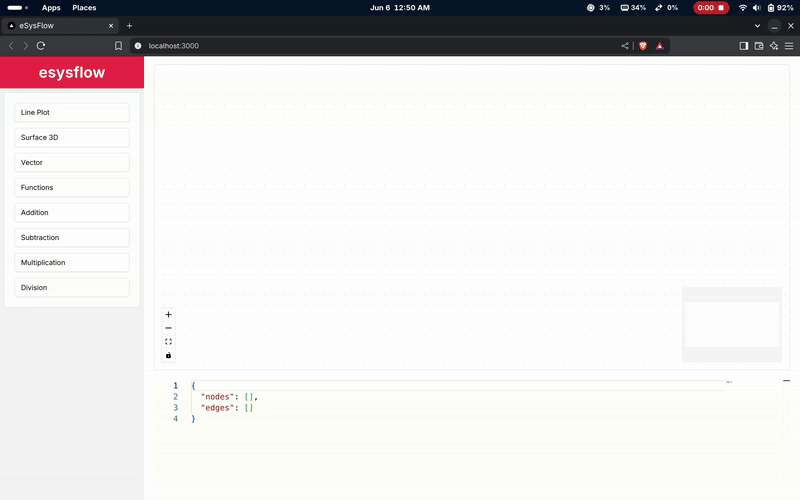 Apps Places Jun 6 12:50 AM 3% 34% 0% 0:00 92%
eSysFlow
localhost:3000
esysflow
Line Plot
Surface 3D
Vector
Functions
Addition
Subtraction
Multiplication
Division
1 {
2 "nodes": [],
3 "edges": []
4 }